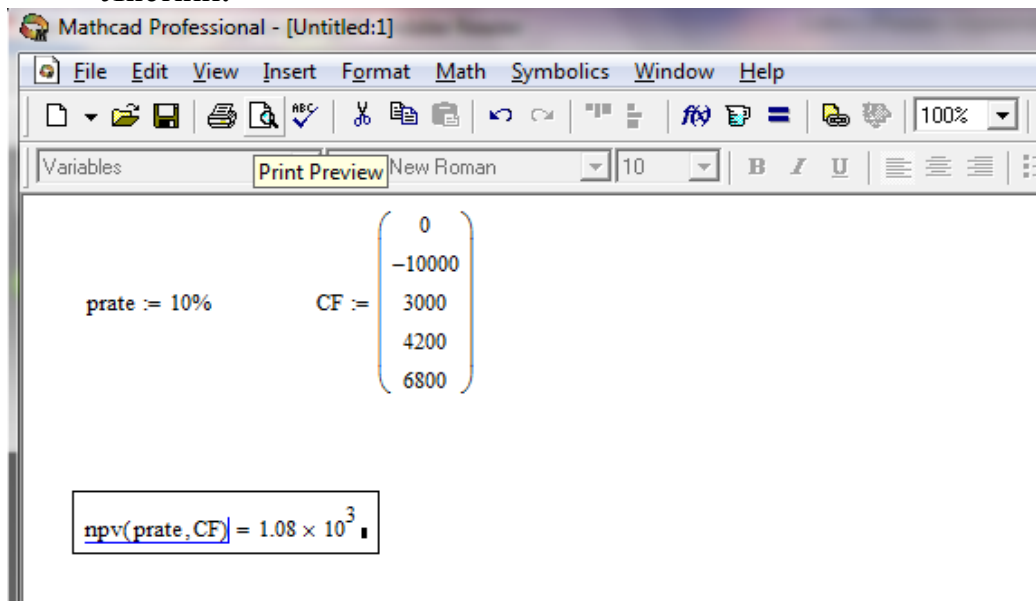 Mathcad Professional - [Untitled:1]
File Edit View Insert Format Math Symbolics Window Help
ABC f(x) = 100%
Variables Print Preview New Roman 10 B I U
0
−10000
prate := 10% CF := 3000
4200
6800
npv(prate,CF) = 1.08 × 10³